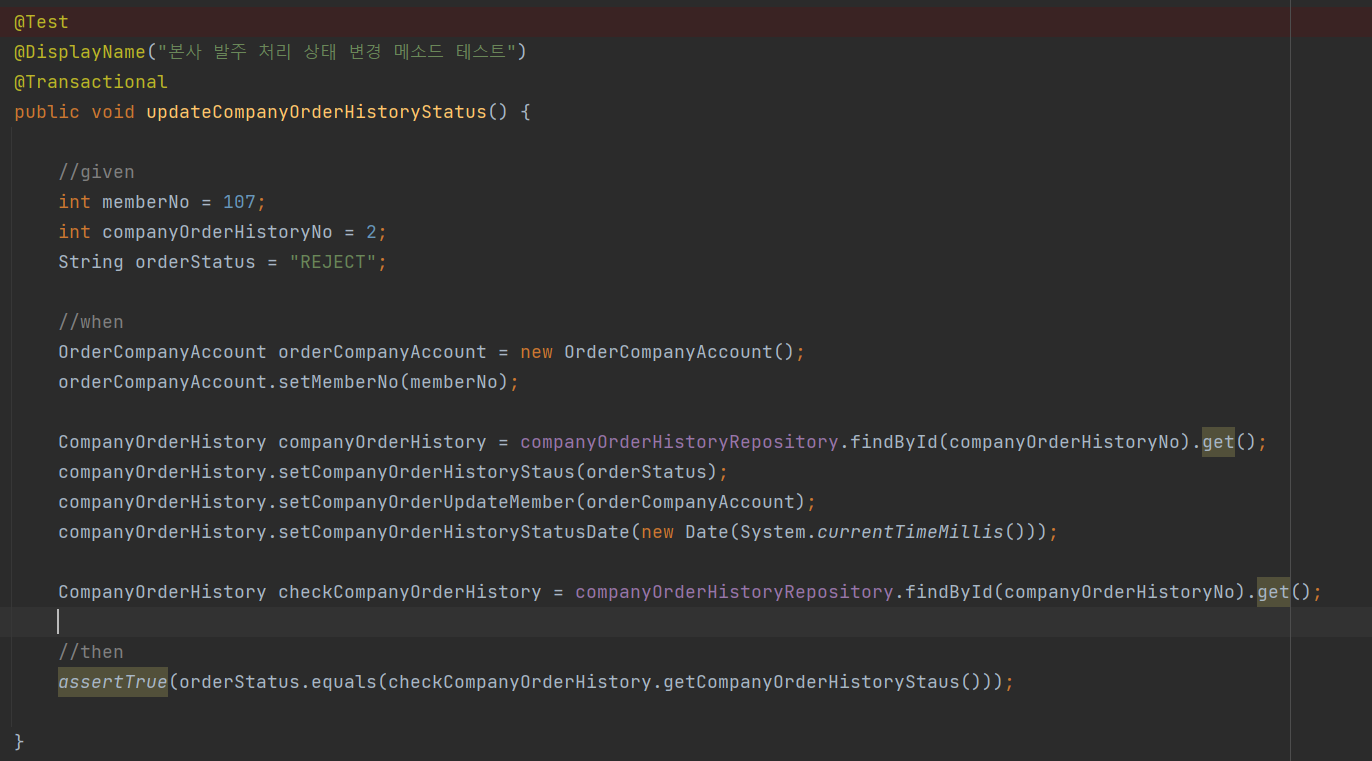 @Test
@DisplayName("본사 발주 처리 상태 변경 메소드 테스트")
@Transactional
public void updateCompanyOrderHistoryStatus() {
//given
int memberNo = 107;
int companyOrderHistoryNo = 2;
String orderStatus = "REJECT";
//when
OrderCompanyAccount orderCompanyAccount = new OrderCompanyAccount();
orderCompanyAccount.setMemberNo(memberNo);
CompanyOrderHistory companyOrderHistory = companyOrderHistoryRepository.findById(companyOrderHistoryNo).get();
companyOrderHistory.setCompanyOrderHistoryStaus(orderStatus);
companyOrderHistory.setCompanyOrderUpdateMember(orderCompanyAccount);
companyOrderHistory.setCompanyOrderHistoryStatusDate(new Date(System.currentTimeMillis()));
CompanyOrderHistory checkCompanyOrderHistory = companyOrderHistoryRepository.findById(companyOrderHistoryNo).get();
//then
assertTrue(orderStatus.equals(checkCompanyOrderHistory.getCompanyOrderHistoryStaus()));
}